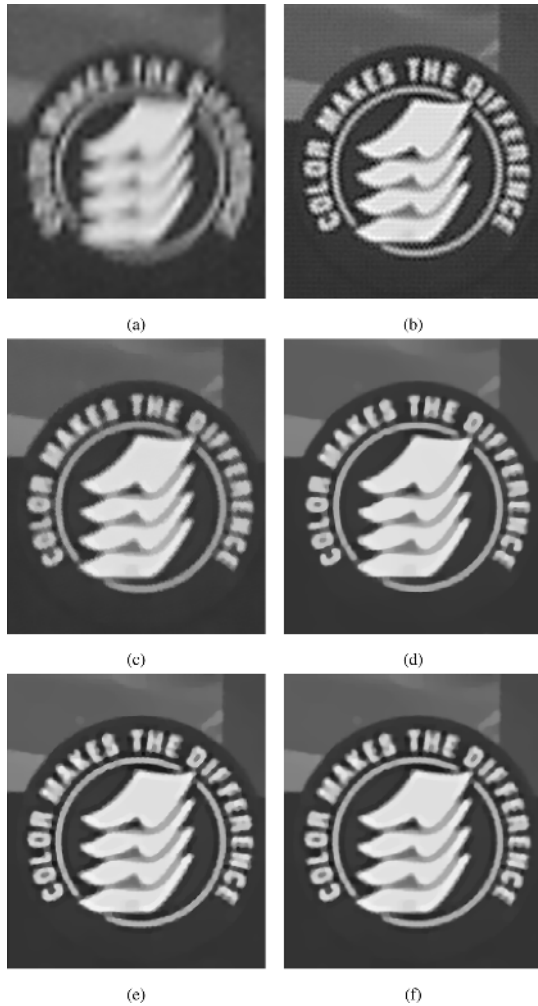 COLOR MAKES THE DIFFERENCE
(a)
(b)
COLOR MAKES THE DIFFERENCE
COLOR MAKES THE DIFFERENCE
(c)
(d)
COLOR MAKES THE DIFFERENCE
COLOR MAKES THE DIFFERENCE
(e)
(f)